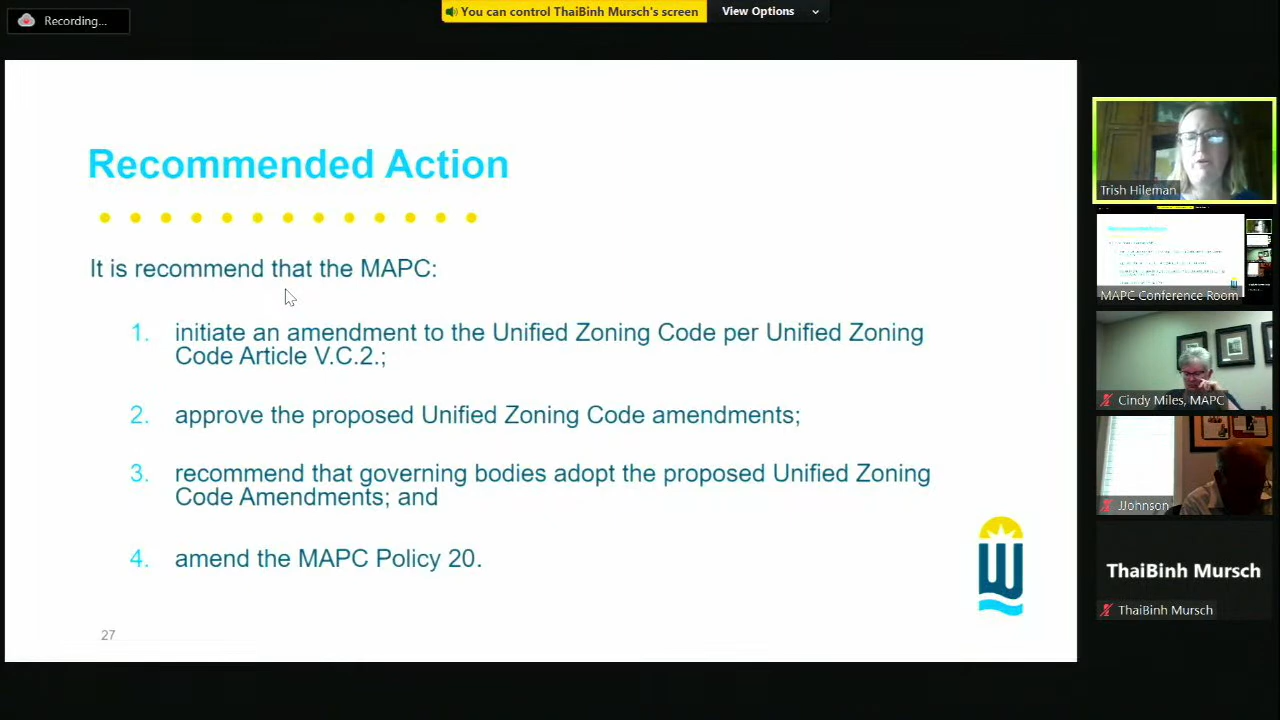 Recording...
You can control ThaiBinh Mursch's screen
View Options
Recommended Action
It is recommend that the MAPC:
1. initiate an amendment to the Unified Zoning Code per Unified Zoning
Code Article V.C.2.;
2. approve the proposed Unified Zoning Code amendments;
3. recommend that governing bodies adopt the proposed Unified Zoning
Code Amendments; and
4. amend the MAPC Policy 20.
27
Trish Hileman
Recommended Action
MAPC Conference Room
Cindy Miles, MAPC
JJohnson
ThaiBinh Mursch
ThaiBinh Mursch